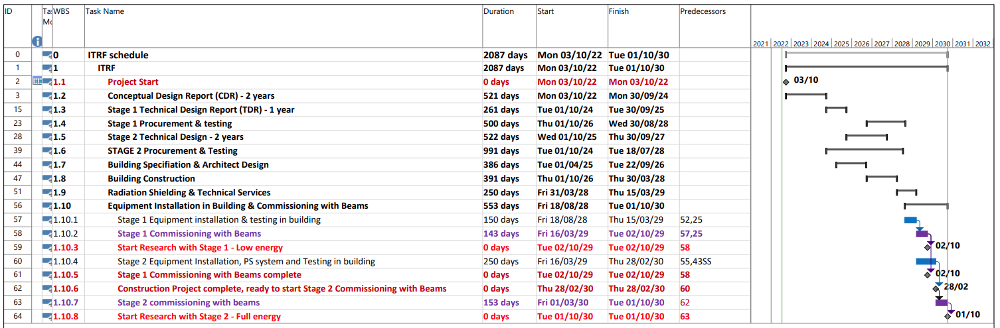 ID Ta: WBS Task Name Duration Start Finish Predecessors
Mo
2021 2022 2023 2024 2025 2026 2027 2028 2029 2030 2031 2032
0 0 ITRF schedule 2087 days Mon 03/10/22 Tue 01/10/30
1 1 ITRF 2087 days Mon 03/10/22 Tue 01/10/30
2 1.1 Project Start 0 days Mon 03/10/22 Mon 03/10/22 03/10
3 1.2 Conceptual Design Report (CDR) - 2 years 521 days Mon 03/10/22 Mon 30/09/24
15 1.3 Stage 1 Technical Design Report (TDR) - 1 year 261 days Tue 01/10/24 Tue 30/09/25
23 1.4 Stage 1 Procurement & testing 500 days Thu 01/10/26 Wed 30/08/28
28 1.5 Stage 2 Technical Design - 2 years 522 days Wed 01/10/25 Thu 30/09/27
39 1.6 STAGE 2 Procurement & Testing 991 days Tue 01/10/24 Tue 18/07/28
44 1.7 Building Specifiation & Architect Design 386 days Tue 01/04/25 Tue 22/09/26
47 1.8 Building Construction 391 days Thu 01/10/26 Thu 30/03/28
51 1.9 Radiation Shielding & Technical Services 250 days Fri 31/03/28 Thu 15/03/29
56 1.10 Equipment Installation in Building & Commissioning with Beams 553 days Fri 18/08/28 Tue 01/10/30
57 1.10.1 Stage 1 Equipment installation & testing in building 150 days Fri 18/08/28 Thu 15/03/29 52,25
58 1.10.2 Stage 1 Commissioning with Beams 143 days Fri 16/03/29 Tue 02/10/29 57,25
59 1.10.3 Start Research with Stage 1 - Low energy 0 days Tue 02/10/29 Tue 02/10/29 58 02/10
60 1.10.4 Stage 2 Equipment Installation, PS system and Testing in building 250 days Fri 16/03/29 Thu 28/02/30 55,43SS
61 1.10.5 Stage 1 Commissioning with Beams complete 0 days Tue 02/10/29 Tue 02/10/29 58 02/10
62 1.10.6 Construction Project complete, ready to start Stage 2 Commissioning with Beams 0 days Thu 28/02/30 Thu 28/02/30 60 28/02
63 1.10.7 Stage 2 commissioning with beams 153 days Fri 01/03/30 Tue 01/10/30 62
64 1.10.8 Start Research with Stage 2 - Full energy 0 days Tue 01/10/30 Tue 01/10/30 63 01/10